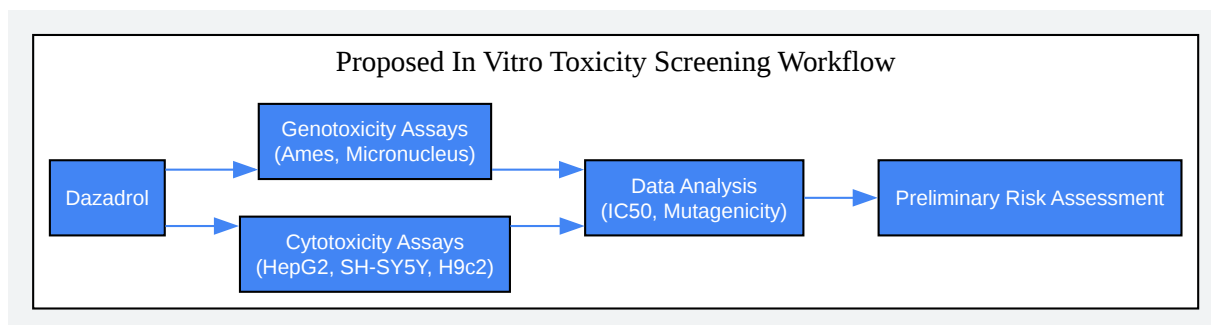 Proposed In Vitro Toxicity Screening Workflow
Dazadrol
Genotoxicity Assays
(Ames, Micronucleus)
Cytotoxicity Assays
(HepG2, SH-SY5Y, H9c2)
Data Analysis
(IC50, Mutagenicity)
Preliminary Risk Assessment